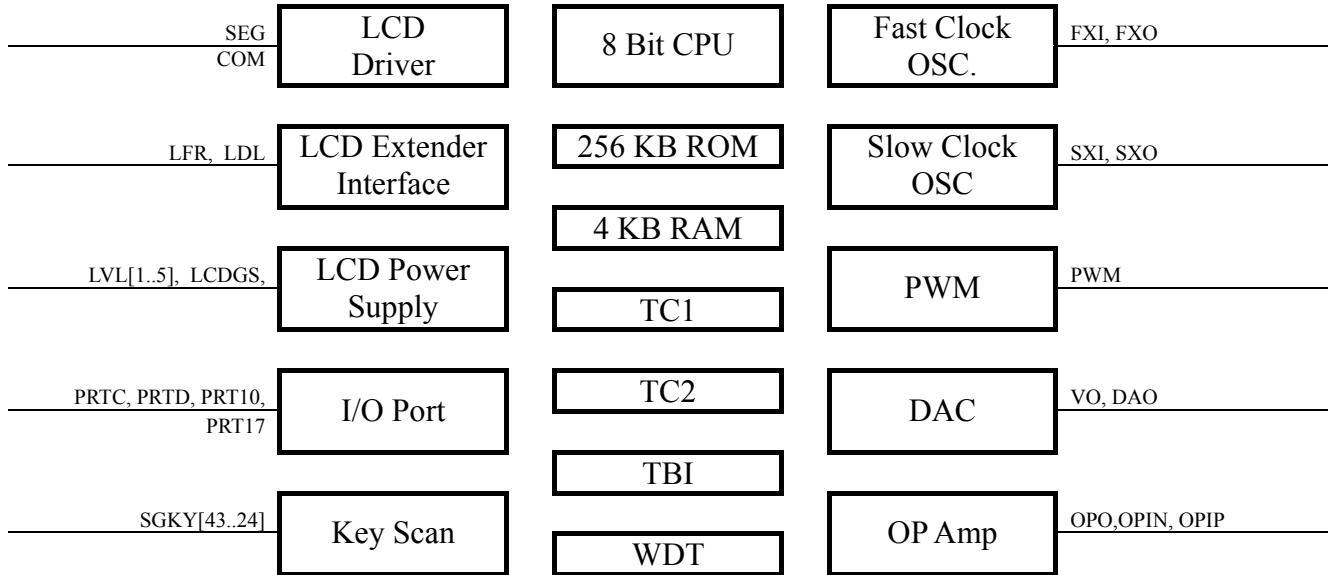 SEG
COM
LCD
Driver
8 Bit CPU
Fast Clock
OSC.
FXI, FXO
LFR, LDL
LCD Extender
Interface
256 KB ROM
Slow Clock
OSC
SXI, SXO
4 KB RAM
LVL[1..5], LCDGS,
LCD Power
Supply
TC1
PWM
PWM
PRTC, PRTD, PRT10,
PRT17
I/O Port
TC2
DAC
VO, DAO
TBI
SGKY[43..24]
Key Scan
WDT
OP Amp
OPO,OPIN, OPIP